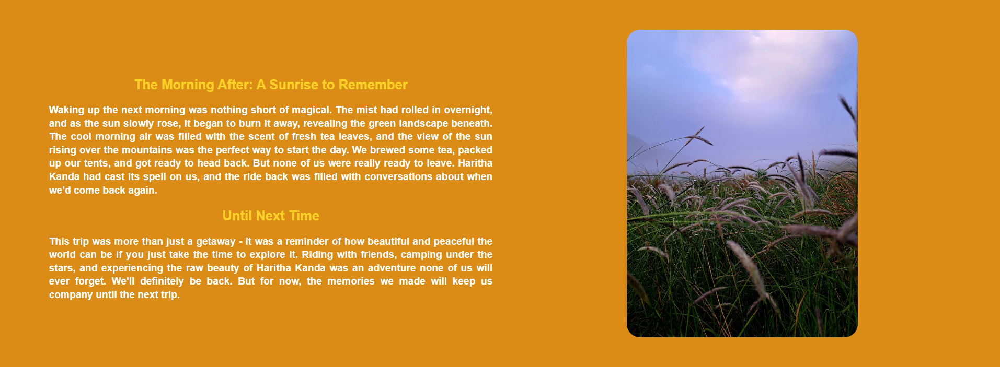 The Morning After: A Sunrise to Remember
Waking up the next morning was nothing short of magical. The mist had rolled in overnight,
and as the sun slowly rose, it began to burn it away, revealing the green landscape beneath.
The cool morning air was filled with the scent of fresh tea leaves, and the view of the sun
rising over the mountains was the perfect way to start the day. We brewed some tea, packed
up our tents, and got ready to head back. But none of us were really ready to leave. Haritha
Kanda had cast its spell on us, and the ride back was filled with conversations about when
we'd come back again.
Until Next Time
This trip was more than just a getaway - it was a reminder of how beautiful and peaceful the
world can be if you just take the time to explore it. Riding with friends, camping under the
stars, and experiencing the raw beauty of Haritha Kanda was an adventure none of us will
ever forget. We'll definitely be back. But for now, the memories we made will keep us
company until the next trip.